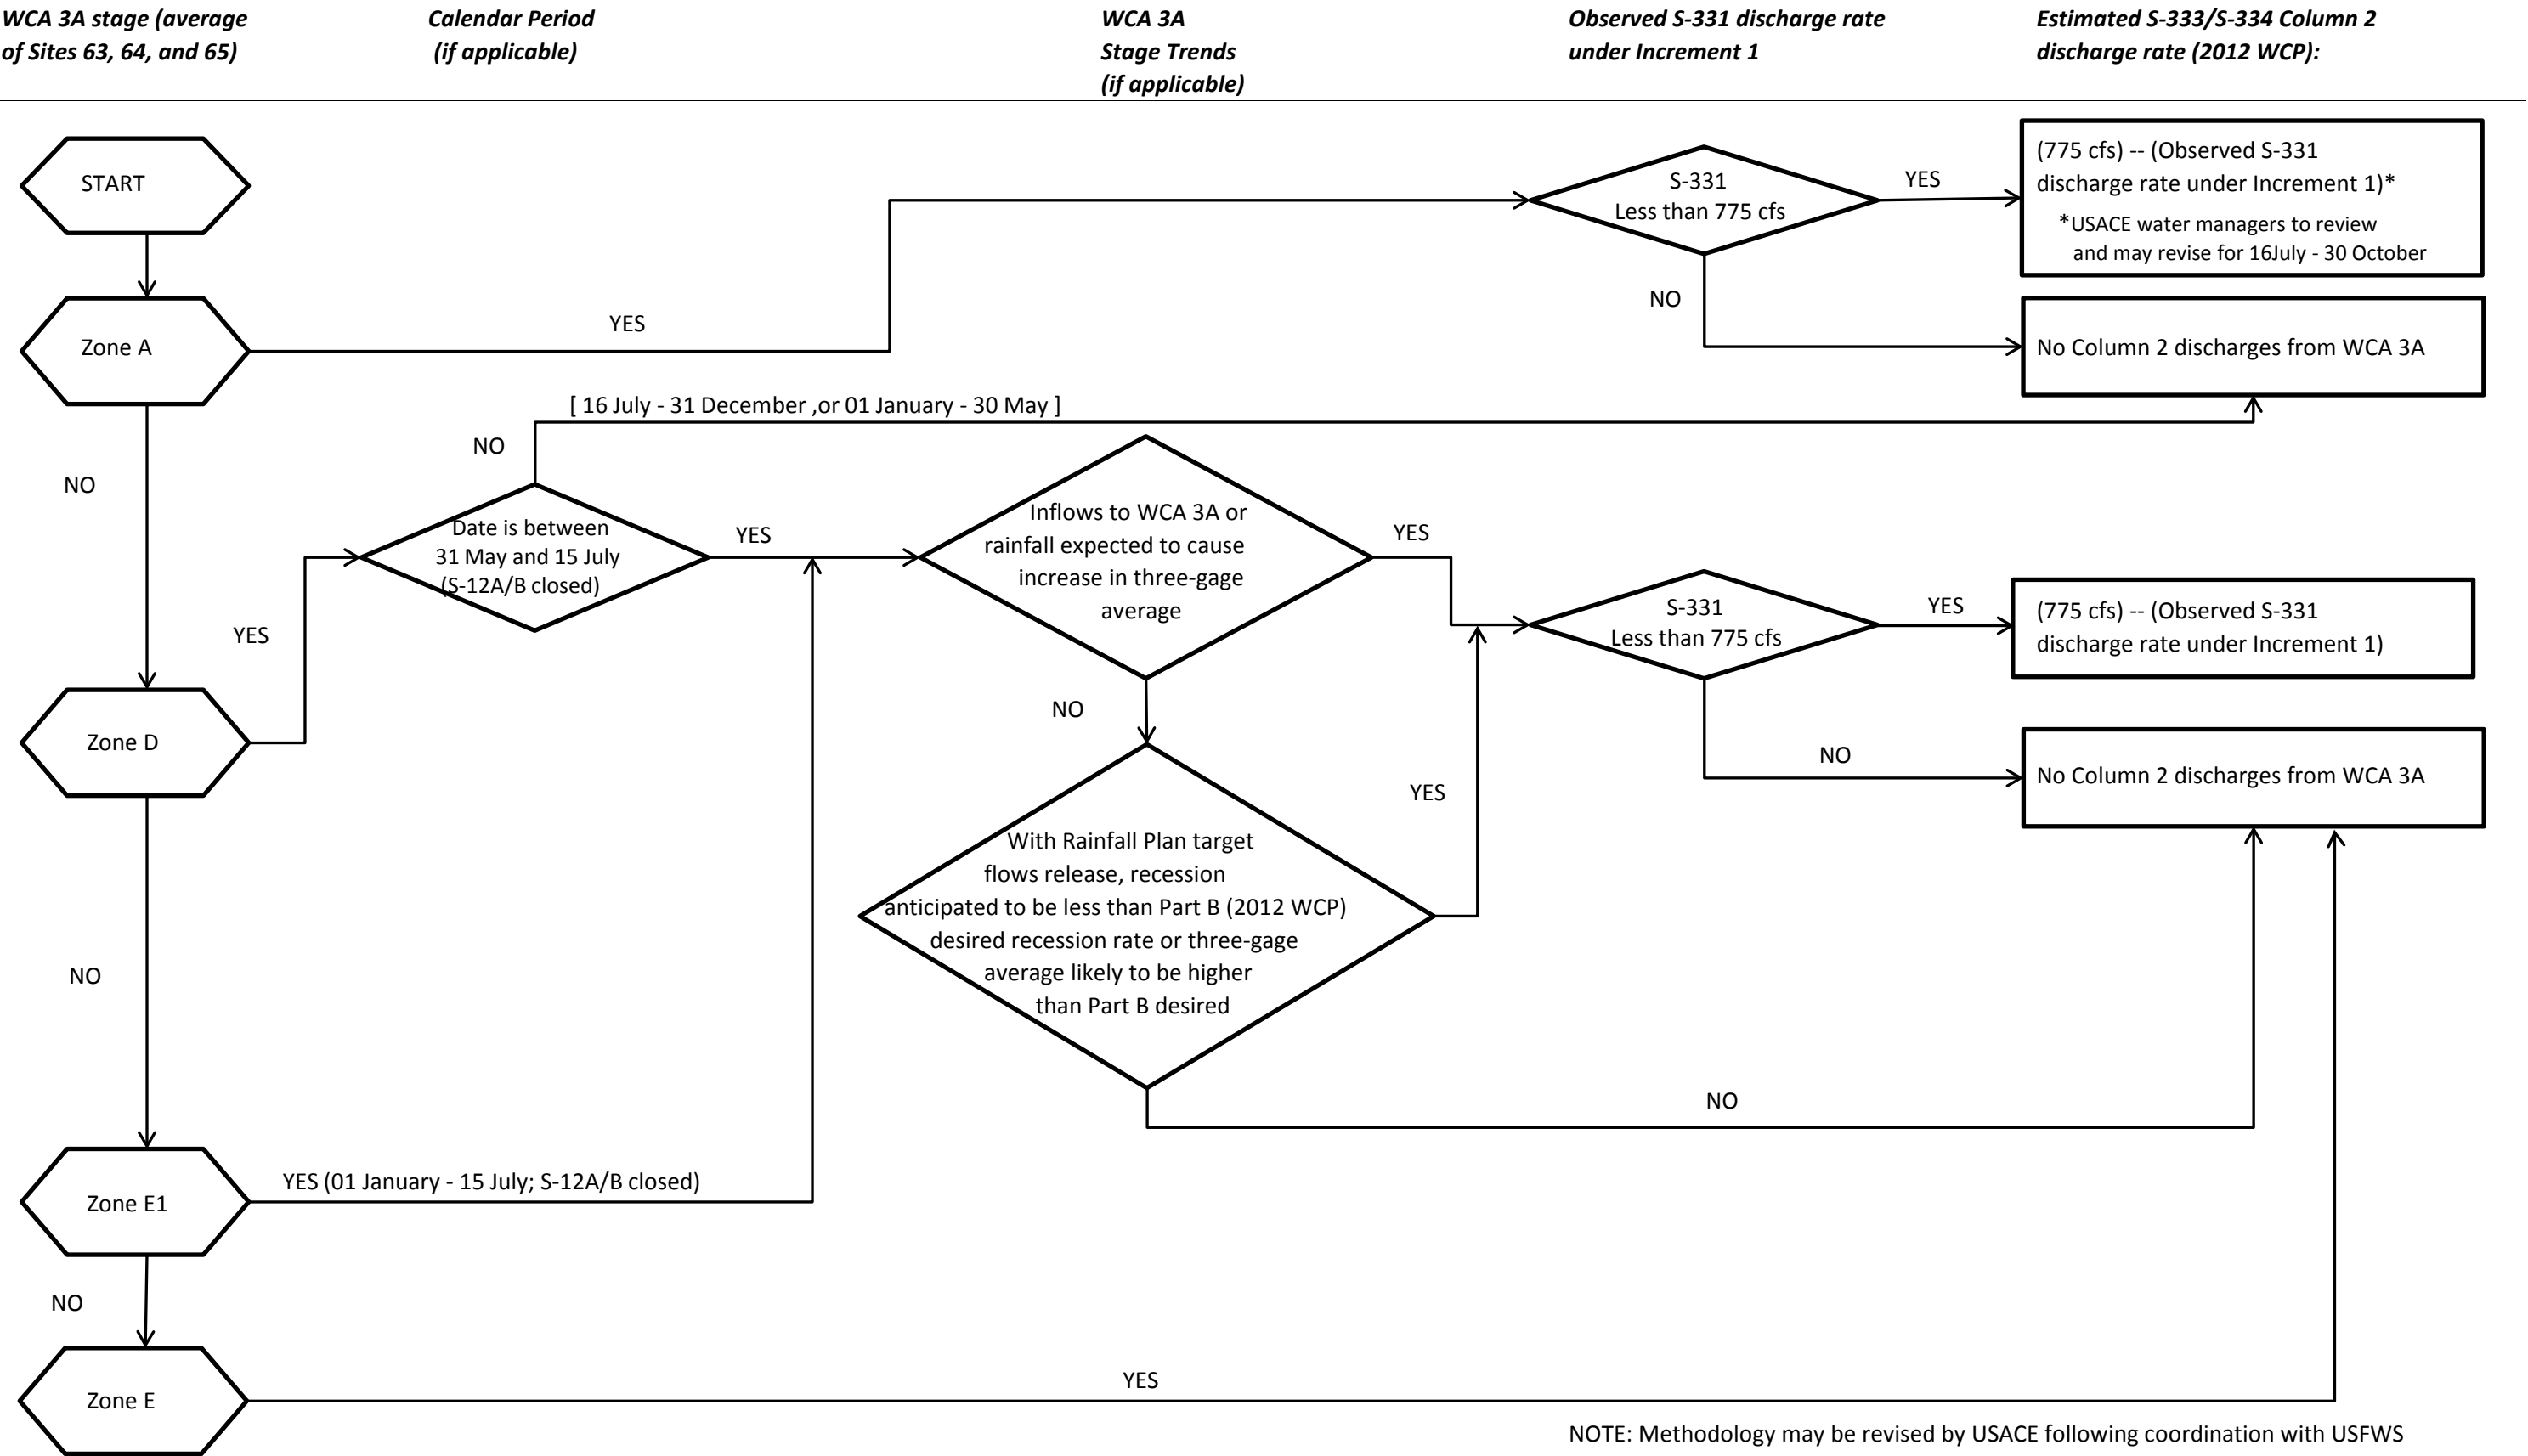 WCA 3A stage (average
of Sites 63, 64, and 65)
Calendar Period
(if applicable)
WCA 3A
Stage Trends
(if applicable)
Observed S-331 discharge rate
under Increment 1
Estimated S-333/S-334 Column 2
discharge rate (2012 WCP):
START
S-331
Less than 775 cfs
YES
(775 cfs) -- (Observed S-331
discharge rate under Increment 1)*
*USACE water managers to review
and may revise for 16July - 30 October
NO
Zone A
YES
No Column 2 discharges from WCA 3A
[ 16 July - 31 December ,or 01 January - 30 May ]
NO
NO
Date is between
31 May and 15 July
(S-12A/B closed)
YES
Inflows to WCA 3A or
rainfall expected to cause
increase in three-gage
average
YES
S-331
Less than 775 cfs
YES
(775 cfs) -- (Observed S-331
discharge rate under Increment 1)
YES
NO
Zone D
NO
No Column 2 discharges from WCA 3A
YES
With Rainfall Plan target
flows release, recession
anticipated to be less than Part B (2012 WCP)
desired recession rate or three-gage
average likely to be higher
than Part B desired
NO
NO
Zone E1
YES (01 January - 15 July; S-12A/B closed)
NO
Zone E
YES
NOTE: Methodology may be revised by USACE following coordination with USFWS